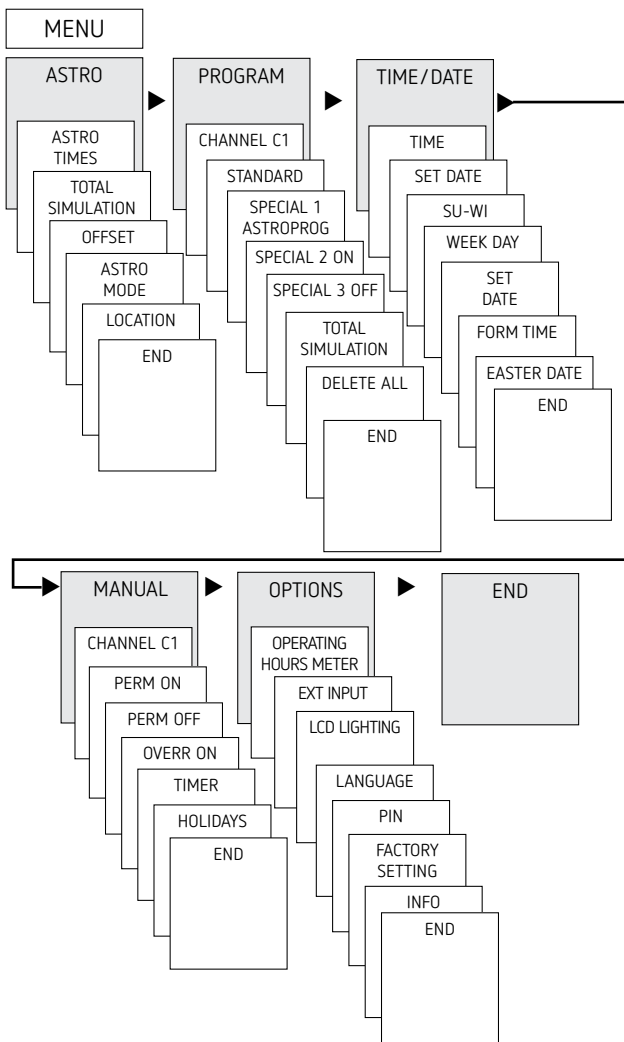 MENU
ASTRO
ASTRO
TIMES
TOTAL
SIMULATION
OFFSET
ASTRO
MODE
LOCATION
END
PROGRAM
CHANNEL C1
STANDARD
SPECIAL 1
ASTROPROG
SPECIAL 2 ON
SPECIAL 3 OFF
TOTAL
SIMULATION
DELETE ALL
END
TIME/DATE
TIME
SET DATE
SU-WI
WEEK DAY
SET
DATE
FORM TIME
EASTER DATE
END
MANUAL
CHANNEL C1
PERM ON
PERM OFF
OVERR ON
TIMER
HOLIDAYS
END
OPTIONS
OPERATING
HOURS METER
EXT INPUT
LCD LIGHTING
LANGUAGE
PIN
FACTORY
SETTING
INFO
END
END